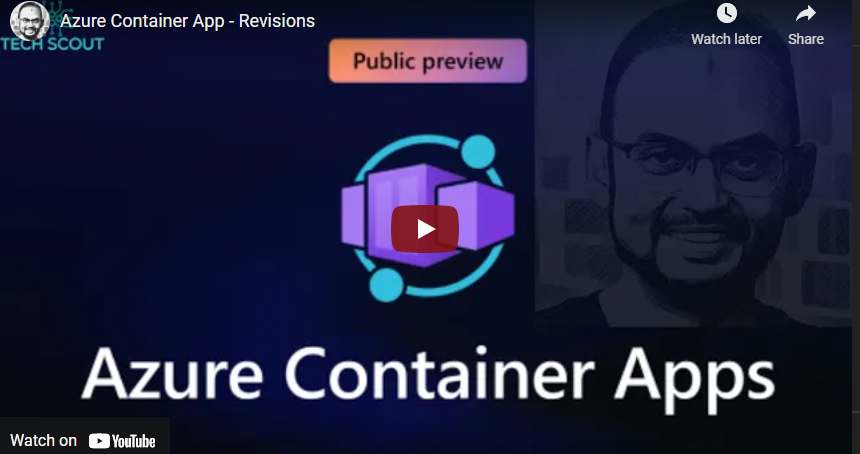 Azure Container App - Revisions
TECH SCOUT
Watch later
Share
Public preview
Azure Container Apps
Watch on YouTube